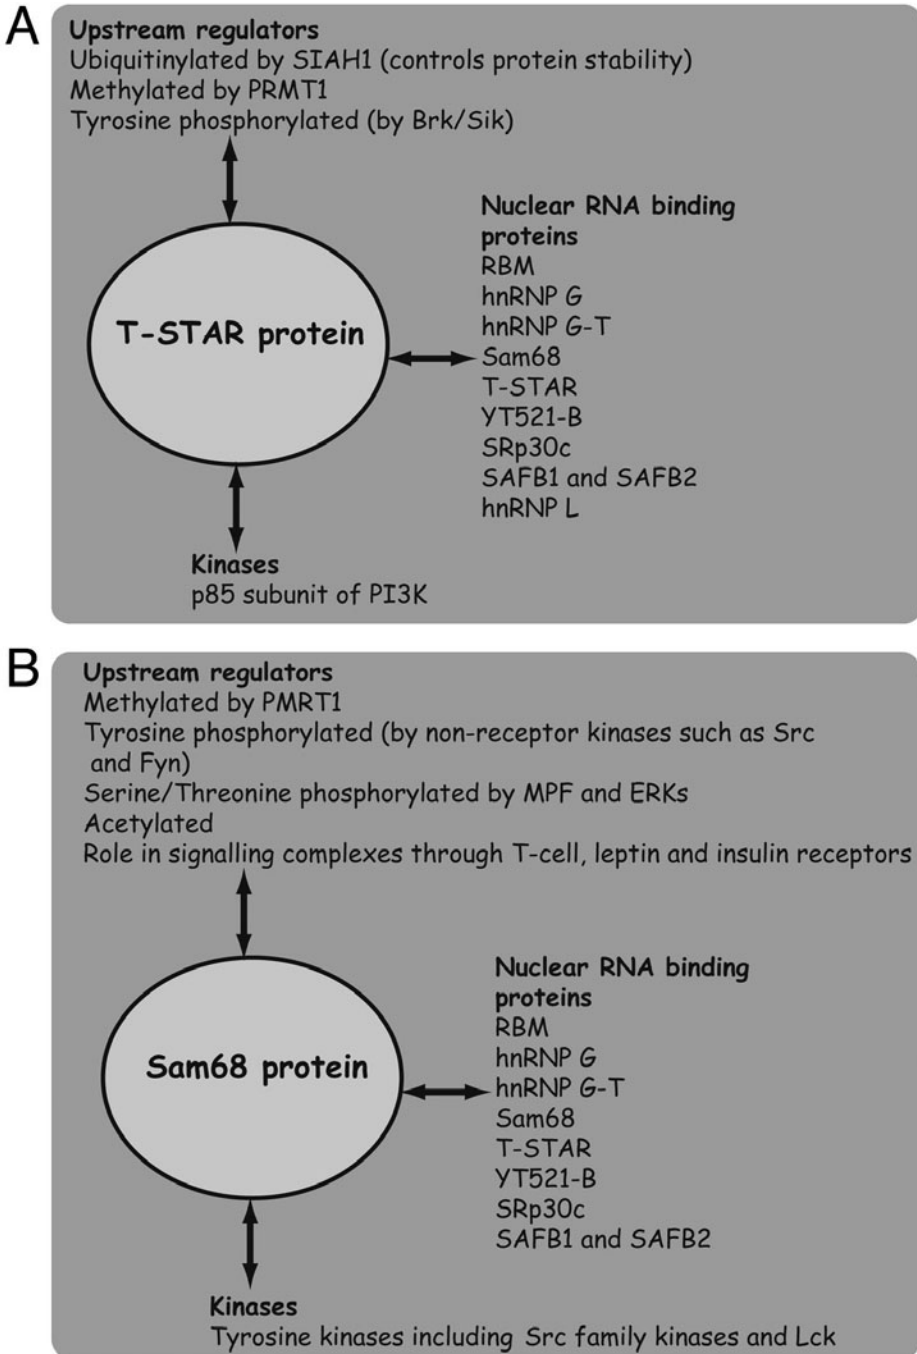 A
Upstream regulators
Ubiquitinylated by SIAH1 (controls protein stability)
Methylated by PRMT1
Tyrosine phosphorylated (by Brk/Sik)
T-STAR protein
Nuclear RNA binding
proteins
RBM
hnRNP G
hnRNP G-T
Sam68
T-STAR
YT521-B
SRp30c
SAFB1 and SAFB2
hnRNP L
Kinases
p85 subunit of PI3K
B
Upstream regulators
Methylated by PMRT1
Tyrosine phosphorylated (by non-receptor kinases such as Src
and Fyn)
Serine/Threonine phosphorylated by MPF and ERKs
Acetylated
Role in signalling complexes through T-cell, leptin and insulin receptors
Sam68 protein
Nuclear RNA binding
proteins
RBM
hnRNP G
hnRNP G-T
Sam68
T-STAR
YT521-B
SRp30c
SAFB1 and SAFB2
Kinases
Tyrosine kinases including Src family kinases and Lck